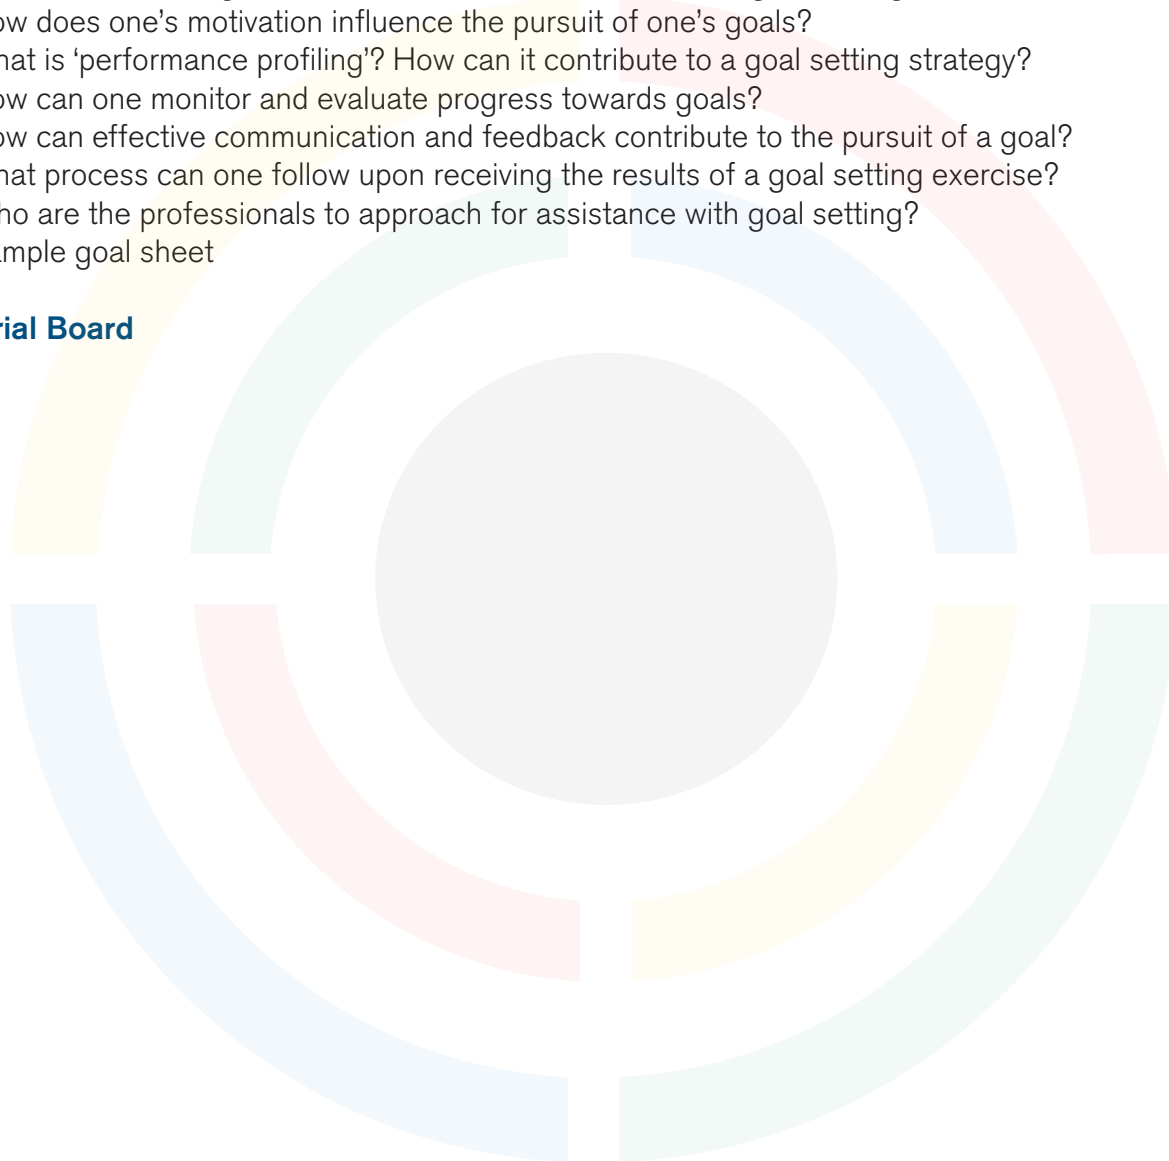 ow does one’s motivation influence the pursuit of one’s goals?
hat is ‘performance profiling’? How can it contribute to a goal setting strategy?
ow can one monitor and evaluate progress towards goals?
ow can effective communication and feedback contribute to the pursuit of a goal?
hat process can one follow upon receiving the results of a goal setting exercise?
ho are the professionals to approach for assistance with goal setting?
ample goal sheet
rial Board